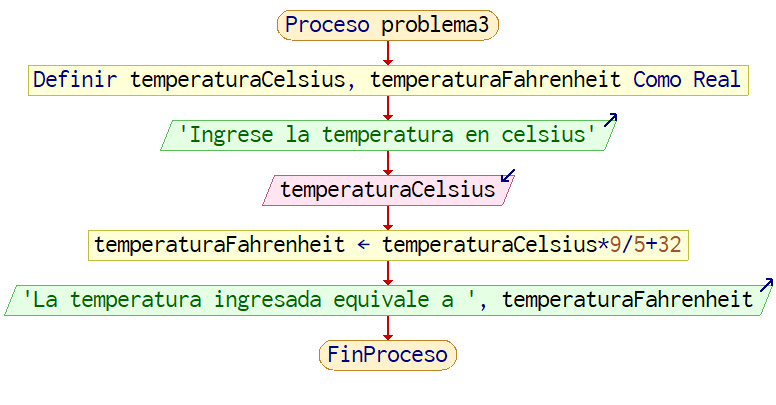 Proceso problema3
Definir temperaturaCelsius, temperaturaFahrenheit Como Real
'Ingrese la temperatura en celsius'
temperaturaCelsius
temperaturaFahrenheit ← temperaturaCelsius*9/5+32
'La temperatura ingresada equivale a ', temperaturaFahrenheit
FinProceso